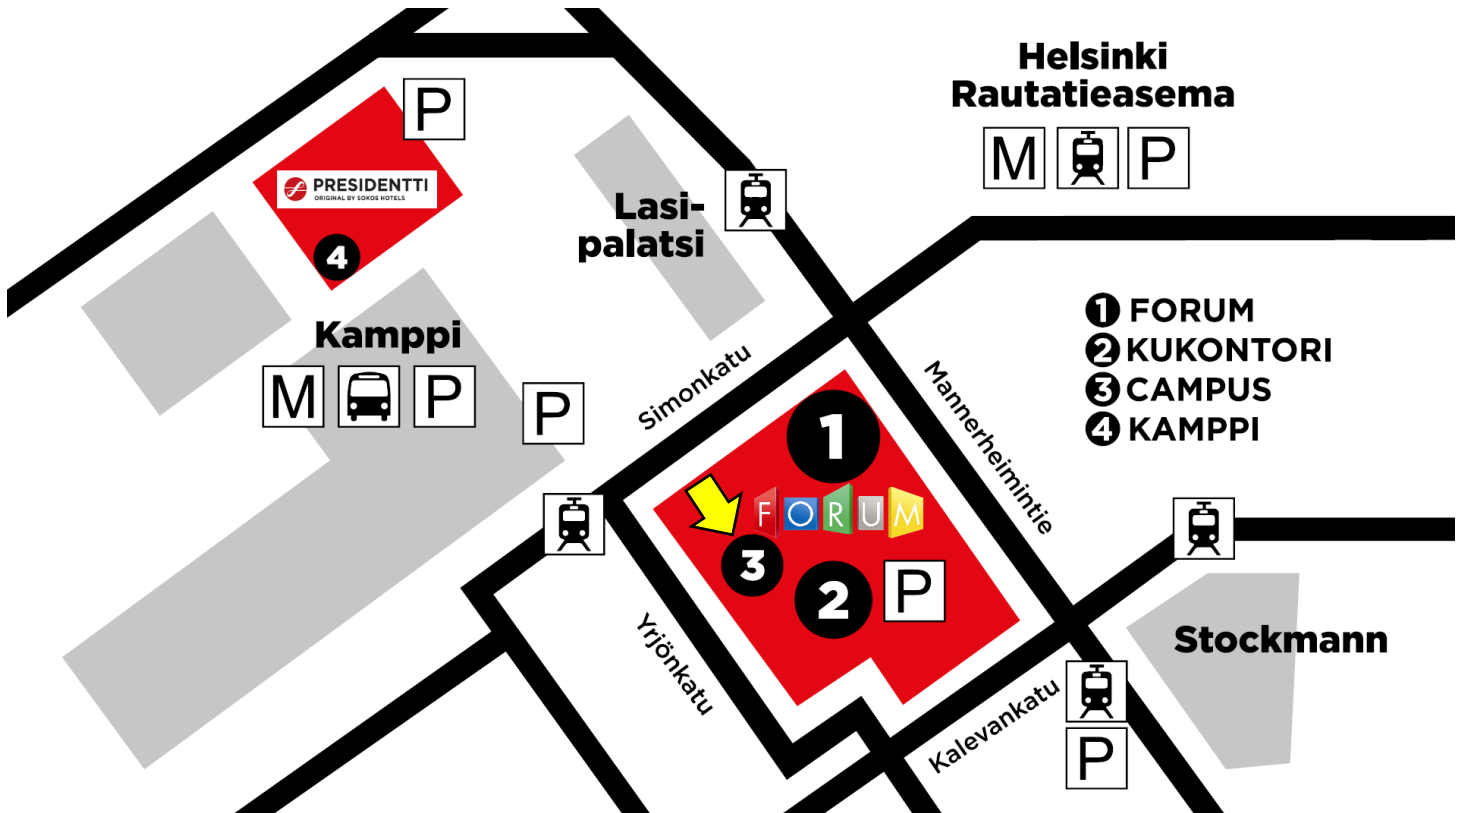 Helsinki
Rautatieasema
M
P
P
PRESIDENTTI
ORIGINAL BY SOKOS HOTELS
4
Lasi-
palatsi
Kamppi
M
P
P
1 FORUM
2 KUKONTORI
3 CAMPUS
4 KAMPPI
Simonkatu
Mannerheimintie
1
FORUM
3
2
P
Yrjönkatu
Kalevankatu
Stockmann
P